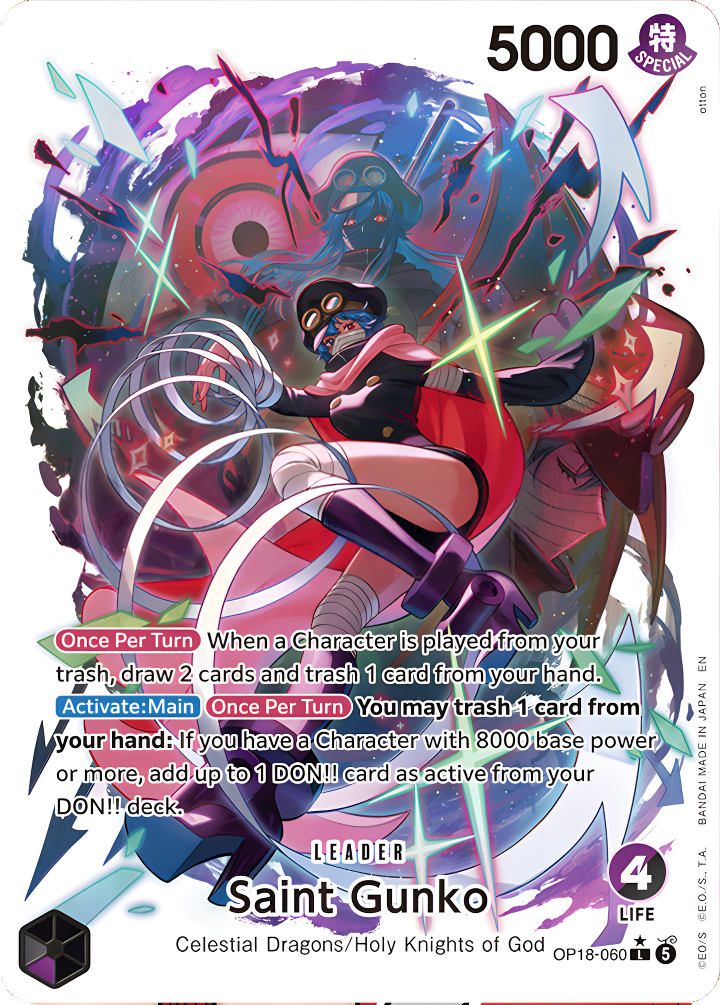 5000
特
SPECIAL
otton
Once Per Turn When a Character is played from your
trash, draw 2 cards and trash 1 card from your hand.
Activate:Main Once Per Turn You may trash 1 card from
your hand: If you have a Character with 8000 base power
or more, add up to 1 DON!! card as active from your
DON!! deck.
LEADER
Saint Gunko
4
LIFE
Celestial Dragons/Holy Knights of God
OP18-060 ★ L 5
©EO/S ©E.O./S., T.A. BANDAI MADE IN JAPAN EN